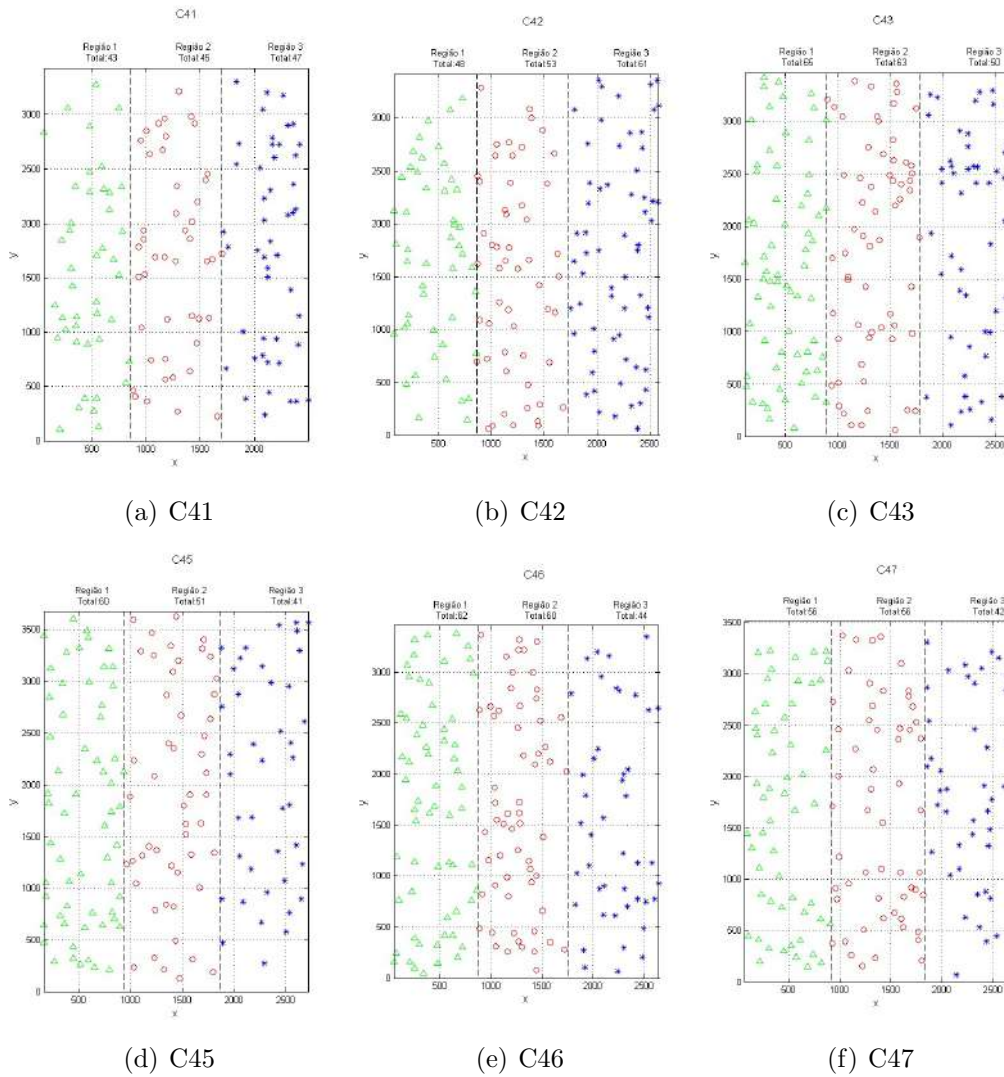 C41
Região 1 Região 2 Região 3
Total:43 Total:45 Total:47
3000
2500
2000
y
1500
1000
500
0
500 1000 1500 2000
x
(a) C41
C42
Região 1 Região 2 Região 3
Total:48 Total:53 Total:61
3000
2500
2000
y
1500
1000
500
0
500 1000 1500 2000 2500
x
(b) C42
C43
Região 1 Região 2 Região 3
Total: Total:63 Total:
3000
2500
2000
y
1500
1000
500
0
500 1000 1500 2000 2500
x
(c) C43
C45
Região 1 Região 2 Região 3
Total:60 Total:51 Total:41
3500
3000
2500
2000
y
1500
1000
500
0
500 1000 1500 2000 2500
x
(d) C45
C46
Região 1 Região 2 Região 3
Total:62 Total:60 Total:44
3000
2500
2000
y
1500
1000
500
0
500 1000 1500 2000 2500
x
(e) C46
C47
Região 1 Região 2 Região 3
Total:56 Total: Total:42
3500
3000
2500
2000
y
1500
1000
500
0
500 1000 1500 2000 2500
x
(f) C47